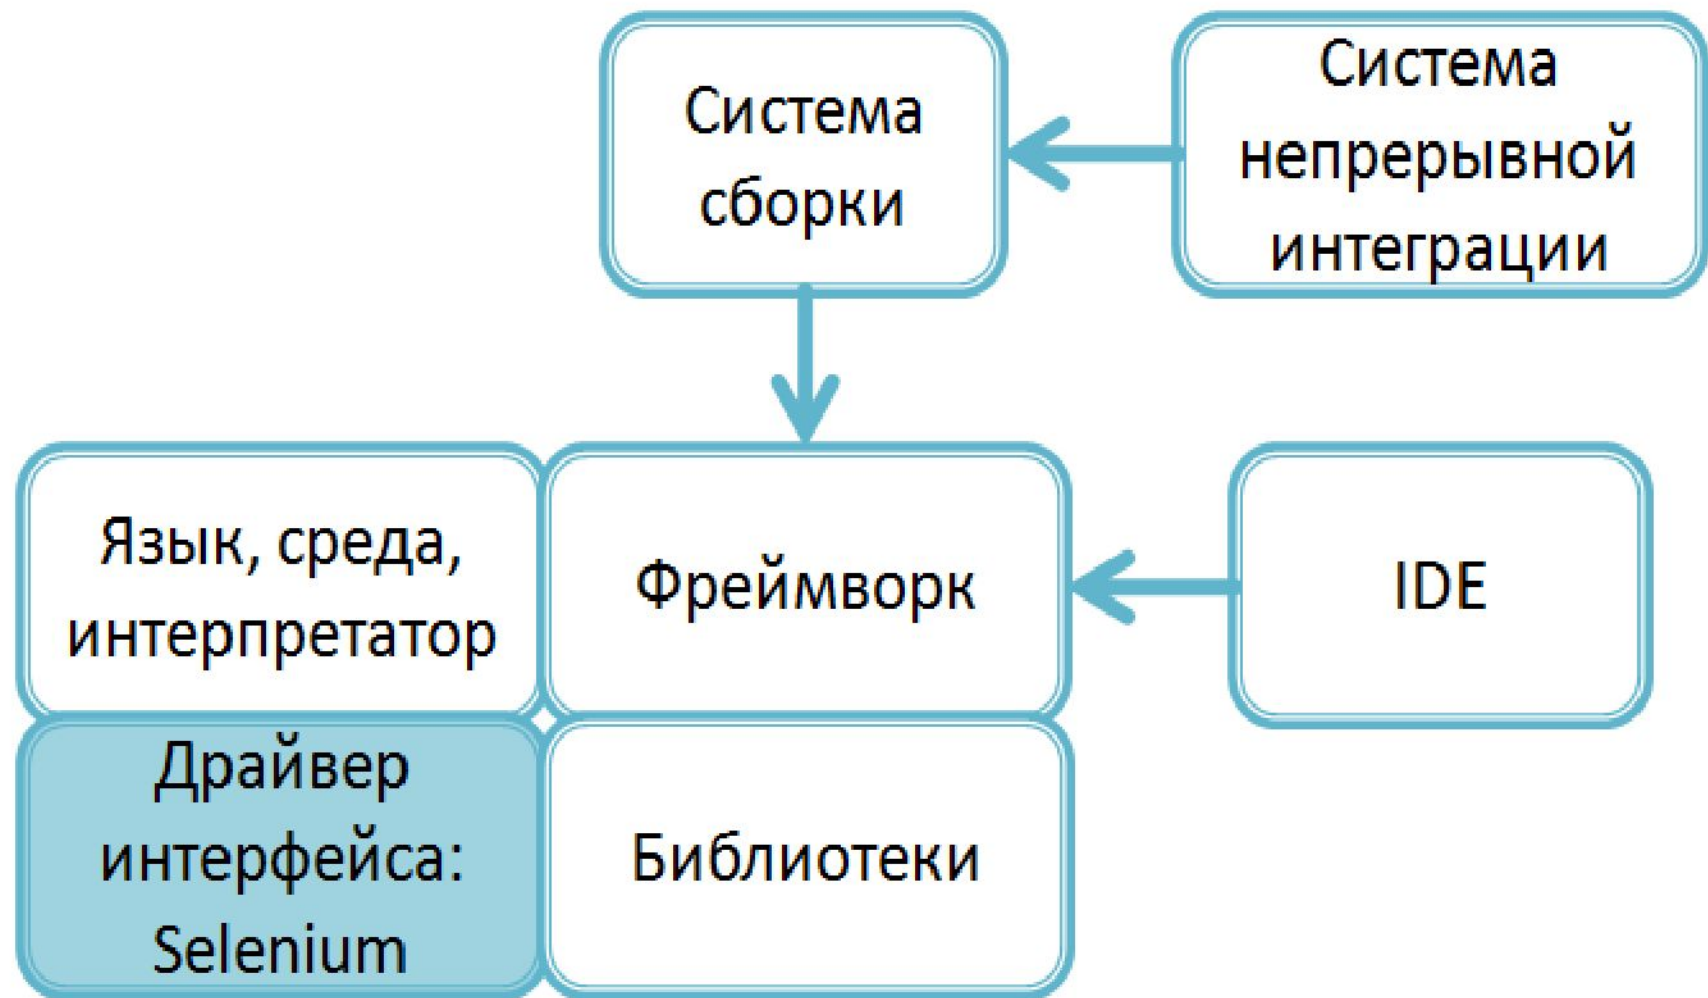 Система
сборки
Система
непрерывной
интеграции
Язык, среда,
интерпретатор
Фреймворк
IDE
Драйвер
интерфейса:
Selenium
Библиотеки